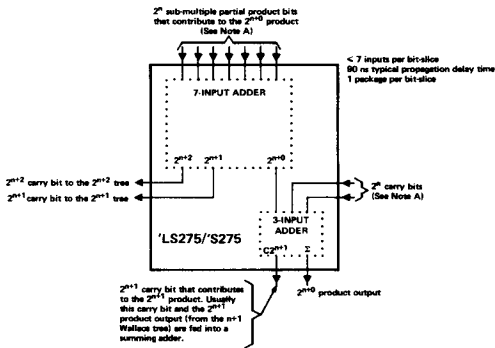 2ⁿ sub-multiple partial product bits
that contribute to the 2ⁿ⁺⁰ product
(See Note A)
≤ 7 inputs per bit-slice
90 ns typical propagation delay time
1 package per bit-slice
7-INPUT ADDER
2ⁿ⁺² 2ⁿ⁺¹ 2ⁿ⁺⁰
2ⁿ⁺² carry bit to the 2ⁿ⁺² tree
2ⁿ⁺¹ carry bit to the 2ⁿ⁺¹ tree
2ⁿ carry bits
(See Note A)
3-INPUT
ADDER
'LS275/'S275
C2ⁿ⁺¹ Σ
2ⁿ⁺¹ carry bit that contributes
to the 2ⁿ⁺¹ product. Usually
this carry bit and the 2ⁿ⁺¹
product output (from the n+1
Wallace tree) are fed into a
summing adder.
2ⁿ⁺⁰ product output